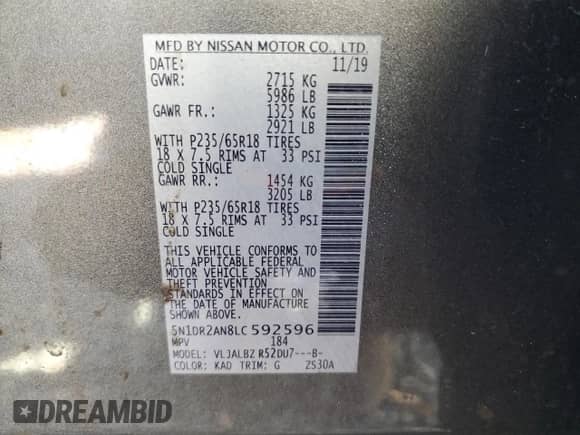 MFD BY NISSAN MOTOR CO., LTD.
DATE: 11/19
GVWR: 2715 KG
5986 LB
GAWR FR.: 1325 KG
2921 LB
WITH P235/65R18 TIRES
18 X 7.5 RIMS AT 33 PSI
COLD SINGLE
GAWR RR.: 1454 KG
3205 LB
WITH P235/65R18 TIRES
18 X 7.5 RIMS AT 33 PSI
COLD SINGLE
THIS VEHICLE CONFORMS TO
ALL APPLICABLE FEDERAL
MOTOR VEHICLE SAFETY AND
THEFT PREVENTION
STANDARDS IN EFFECT ON
THE DATE OF MANUFACTURE
SHOWN ABOVE.
5N1DR2AN8LC592596
MPV 184
MODEL: VLJALBZ R52DU7---B-
COLOR: KAD TRIM: G ZS30A
DREAMBID